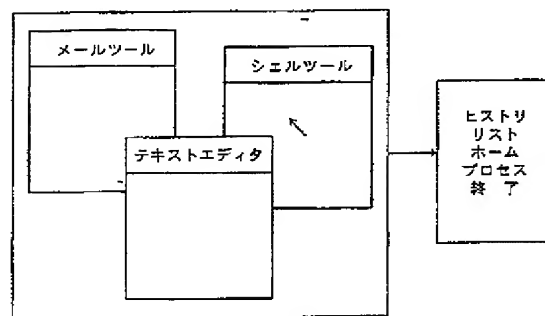 メールツール
シェルツール
テキストエディタ
ヒストリ
リスト
ホーム
プロセス
終 了